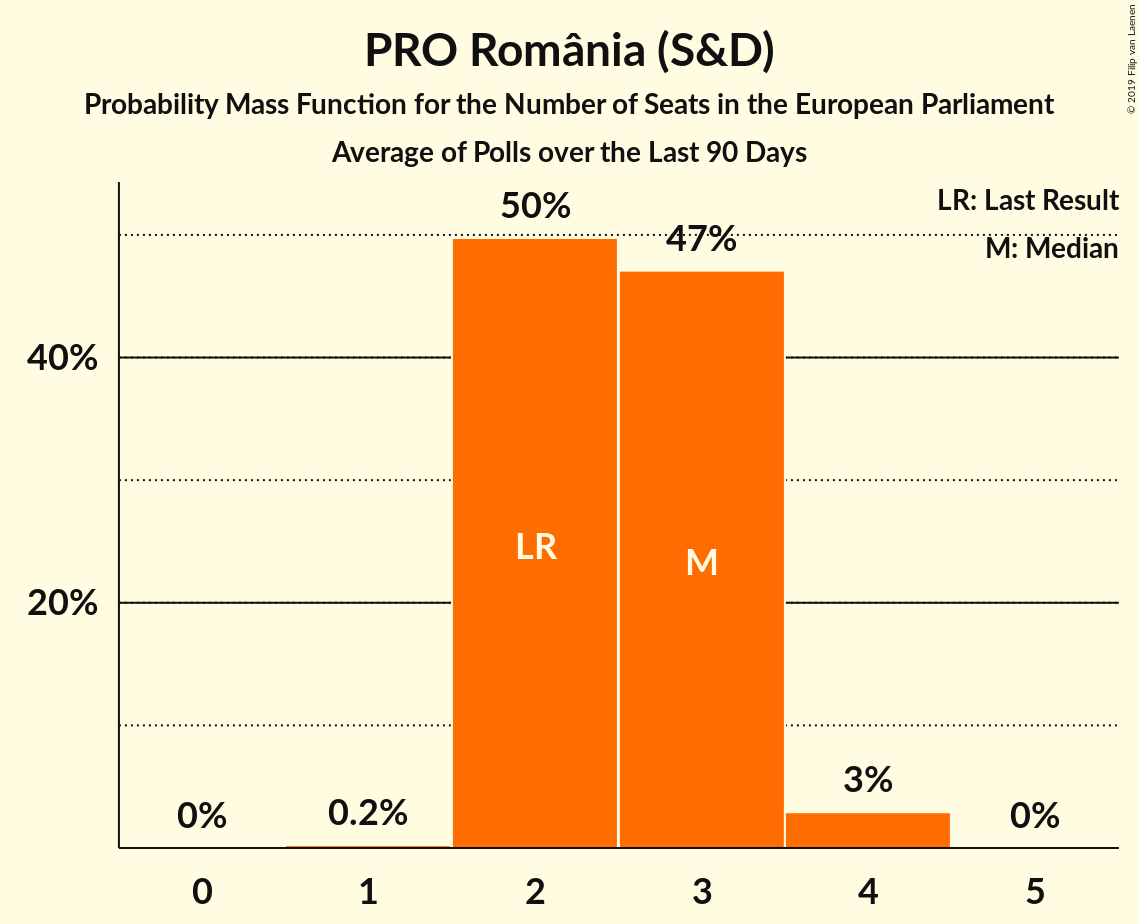 PRO România (S&D)
Probability Mass Function for the Number of Seats in the European Parliament
Average of Polls over the Last 90 Days
© 2019 Filip van Laenen
LR: Last Result
M: Median
50%
47%
40%
LR
M
20%
3%
0%
0.2%
0%
0 1 2 3 4 5